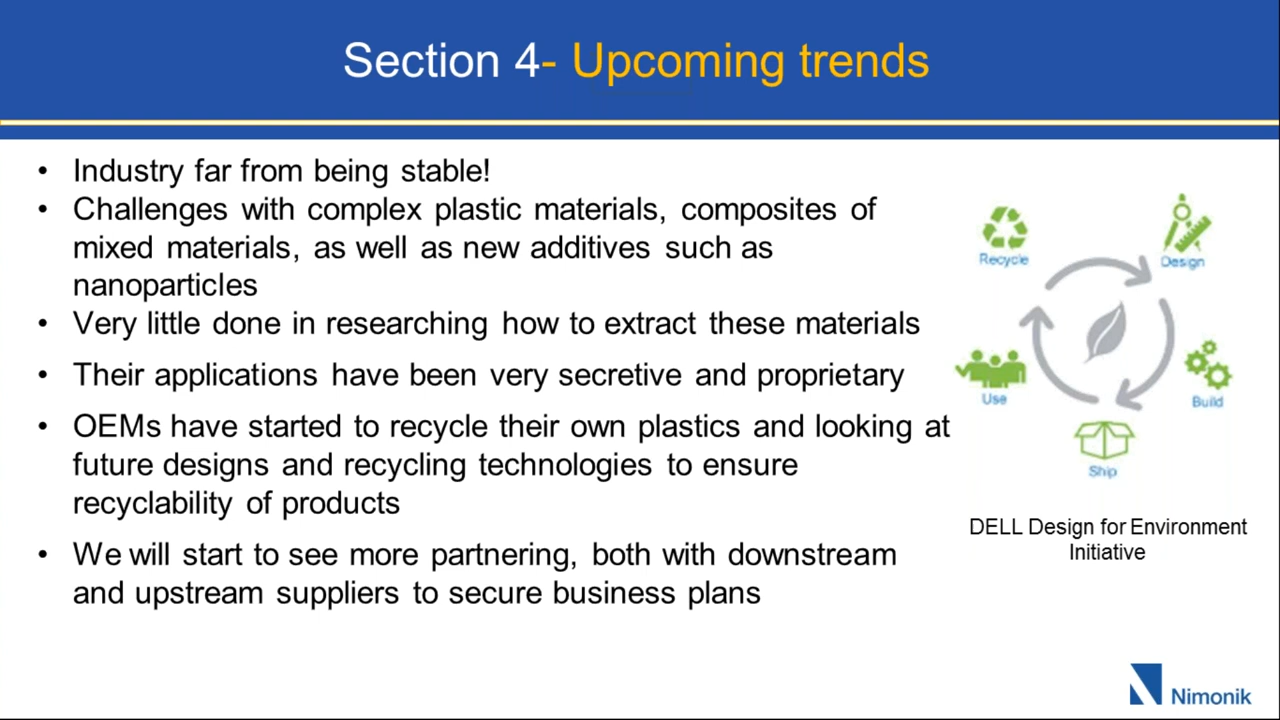 Section 4- Upcoming trends
• Industry far from being stable!
• Challenges with complex plastic materials, composites of
mixed materials, as well as new additives such as
nanoparticles
• Very little done in researching how to extract these materials
• Their applications have been very secretive and proprietary
• OEMs have started to recycle their own plastics and looking at
future designs and recycling technologies to ensure
recyclability of products
• We will start to see more partnering, both with downstream
and upstream suppliers to secure business plans
Recycle
Design
Use
Build
Ship
DELL Design for Environment
Initiative
Nimonik